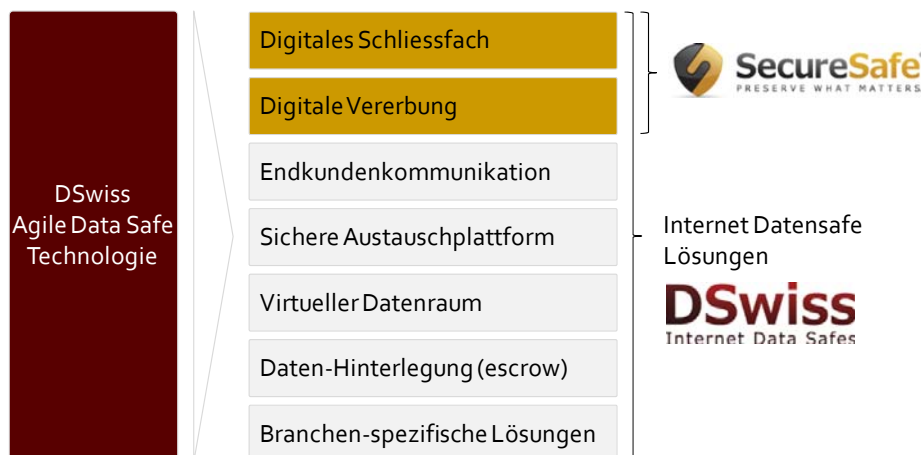 DSwiss
Agile Data Safe
Technologie
Digitales Schliessfach
Digitale Vererbung
Endkundenkommunikation
Sichere Austauschplattform
Virtueller Datenraum
Daten-Hinterlegung (escrow)
Branchen-spezifische Lösungen
SecureSafe
PRESERVE WHAT MATTERS
Internet Datensafe
Lösungen
DSwiss
Internet Data Safes